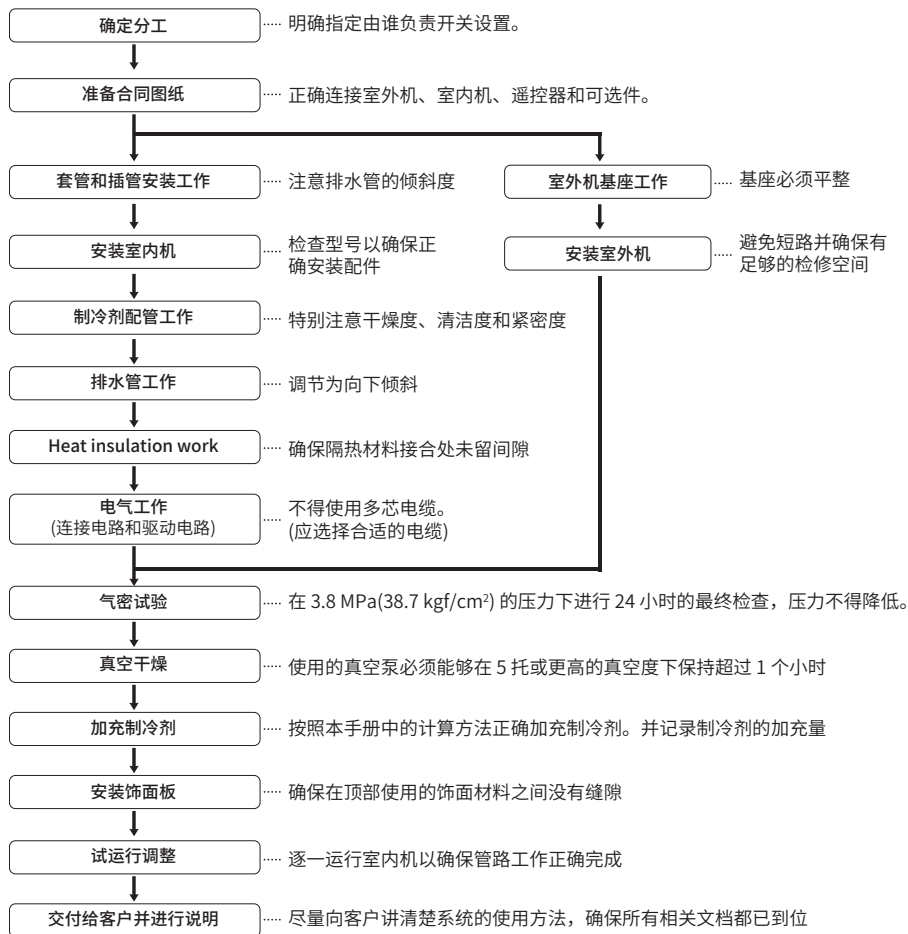 确定分工
明确指定由谁负责开关设置。
准备合同图纸
正确连接室外机、室内机、遥控器和可选件。
套管和插管安装工作
注意排水管的倾斜度
室外机基座工作
基座必须平整
安装室内机
检查型号以确保正
确安装配件
安装室外机
避免短路并确保有
足够的检修空间
制冷剂配管工作
特别注意干燥度、清洁度和紧密度
排水管工作
调节为向下倾斜
Heat insulation work
确保隔热材料接合处未留间隙
电气工作
(连接电路和驱动电路)
不得使用多芯电缆。
(应选择合适的电缆)
气密试验
在 3.8 MPa(38.7 kgf/cm²) 的压力下进行 24 小时的最终检查，压力不得降低。
真空干燥
使用的真空泵必须能够在 5 托或更高的真空度下保持超过 1 个小时
加充制冷剂
按照本手册中的计算方法正确加充制冷剂。并记录制冷剂的加充量
安装饰面板
确保在顶部使用的饰面材料之间没有缝隙
试运行调整
逐一运行室内机以确保管路工作正确完成
交付给客户并进行说明
尽量向客户讲清楚系统的使用方法，确保所有相关文档都已到位